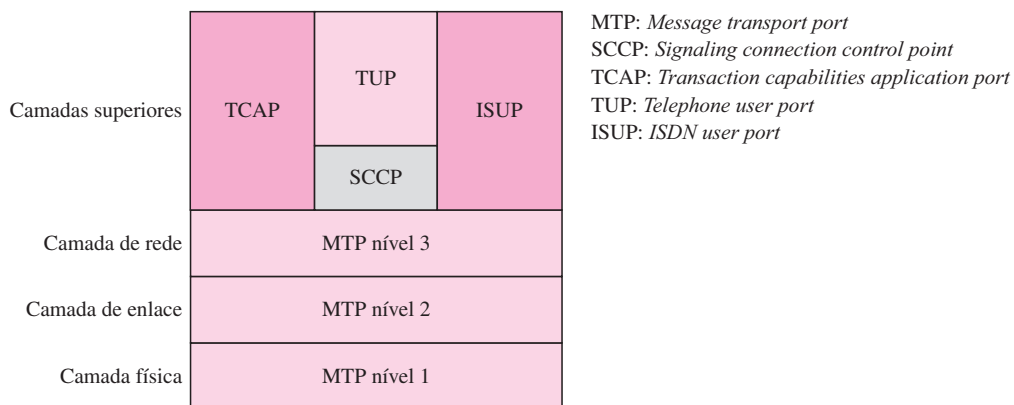 MTP: Message transport port
SCCP: Signaling connection control point
TCAP: Transaction capabilities application port
TUP: Telephone user port
ISUP: ISDN user port
Camadas superiores
TCAP
TUP
ISUP
SCCP
Camada de rede
MTP nível 3
Camada de enlace
MTP nível 2
Camada física
MTP nível 1